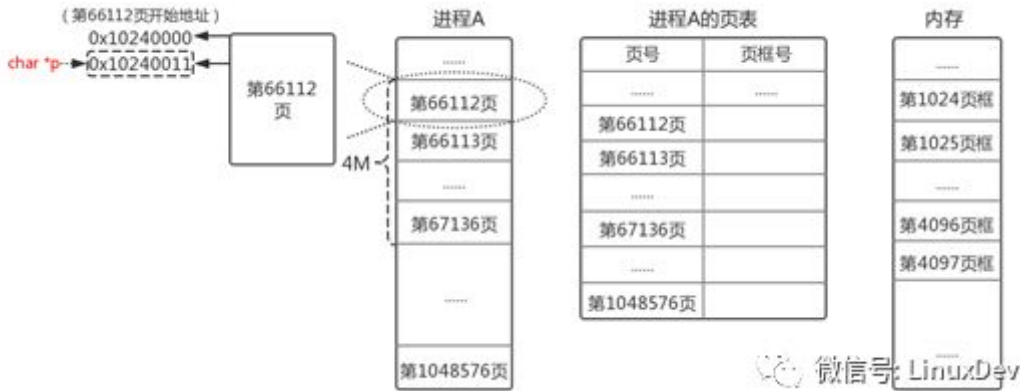 （第66112页开始地址）
0x10240000
char *p
0x10240011
第66112
页
4M
进程A
......
第66112页
第66113页
......
第67136页
......
第1048576页
进程A的页表
页号 页框号
...... ......
第66112页
第66113页
......
第67136页
......
第1048576页
内存
......
第1024页框
第1025页框
......
第4096页框
第4097页框
......
微信号: LinuxDev